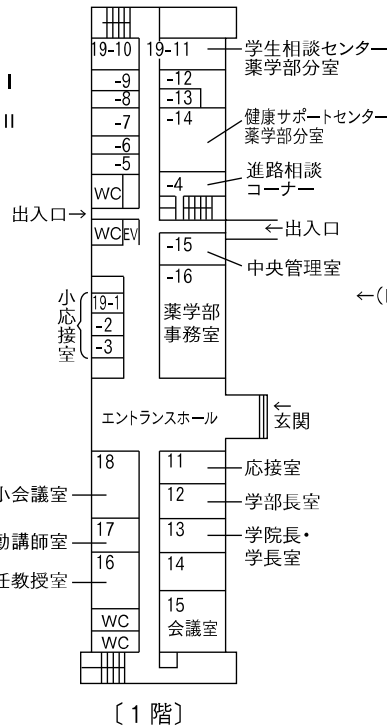 19-10
19-11
学生相談センター
薬学部分室
I
-9
-12
-8
-13
II
-7
-14
健康サポートセンター
薬学部分室
-6
-5
進路相談
コーナー
WC
-4
出入口→
←出入口
WC
EV
-15
中央管理室
-16
小応接室
19-1
-2
-3
薬学部
事務室
エントランスホール
←
玄関
18
11
応接室
小会議室
12
学部長室
17
13
学院長・
学長室
勤講師室
16
14
任教授室
15
会議室
WC
WC
〔1階〕